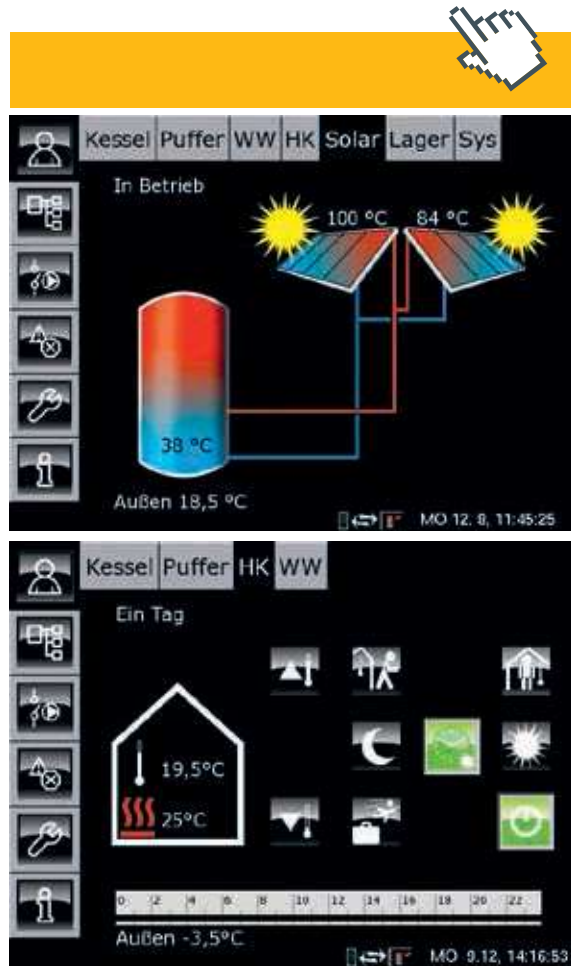 Kessel Puffer WW HK Solar Lager Sys
In Betrieb
100 °C 84 °C
38 °C
Außen 18,5 °C
MO 12. 8, 11:45:25
Kessel Puffer HK WW
Ein Tag
19,5°C
25°C
0 2 4 6 8 10 12 14 16 18 20 22
Außen -3,5°C
MO 9.12, 14:16:53